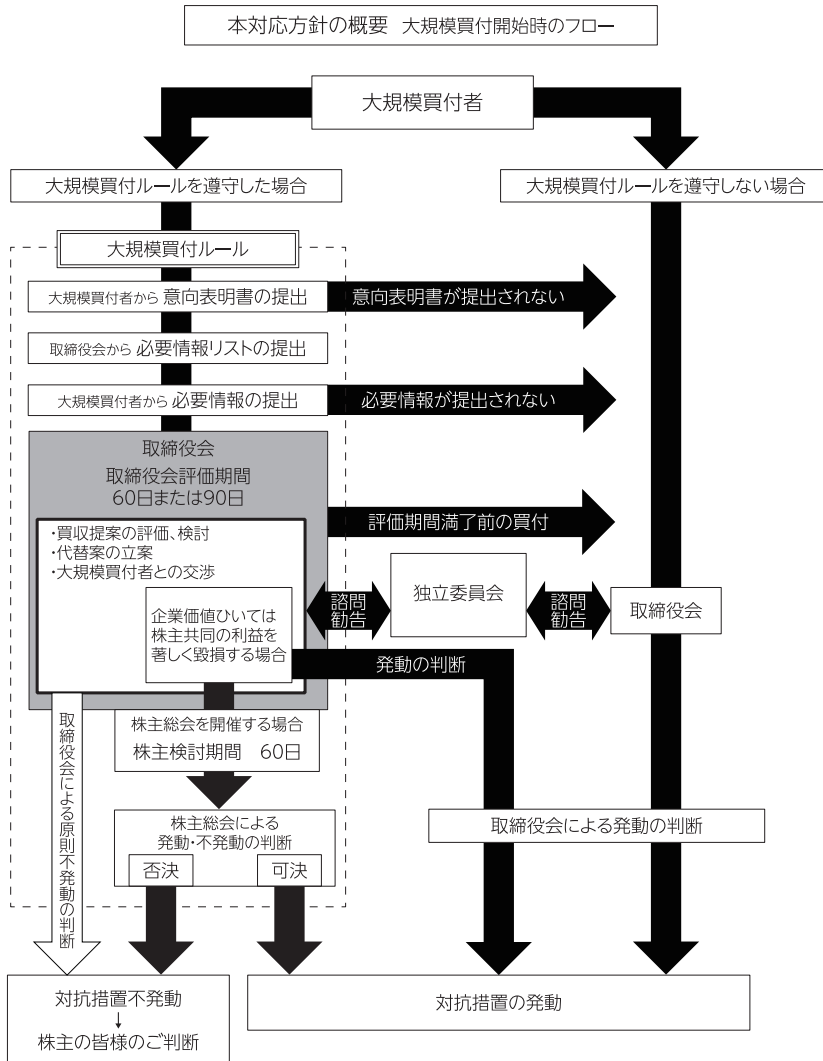 本対応方針の概要 大規模買付開始時のフロー
大規模買付者
大規模買付ルールを遵守した場合
大規模買付ルールを遵守しない場合
大規模買付ルール
大規模買付者から 意向表明書の提出
意向表明書が提出されない
取締役会から 必要情報リストの提出
大規模買付者から 必要情報の提出
必要情報が提出されない
取締役会
取締役会評価期間
60日または90日
評価期間満了前の買付
・買収提案の評価、検討
・代替案の立案
・大規模買付者との交渉
企業価値ひいては
株主共同の利益を
著しく毀損する場合
諮問
勧告
独立委員会
諮問
勧告
取締役会
発動の判断
取締役会による原則不発動の判断
株主総会を開催する場合
株主検討期間 60日
株主総会による
発動・不発動の判断
否決
可決
取締役会による発動の判断
対抗措置不発動
↓
株主の皆様のご判断
対抗措置の発動